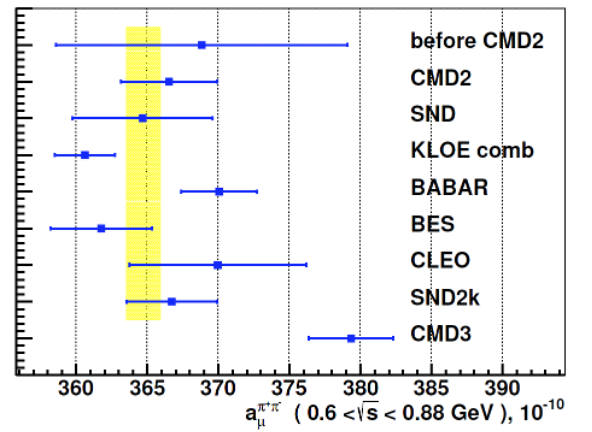 before CMD2
CMD2
SND
KLOE comb
BABAR
BES
CLEO
SND2k
CMD3
360 365 370 375 380 385 390
a_μ^{π⁺π⁻} ( 0.6 <√s < 0.88 GeV ), 10⁻¹⁰